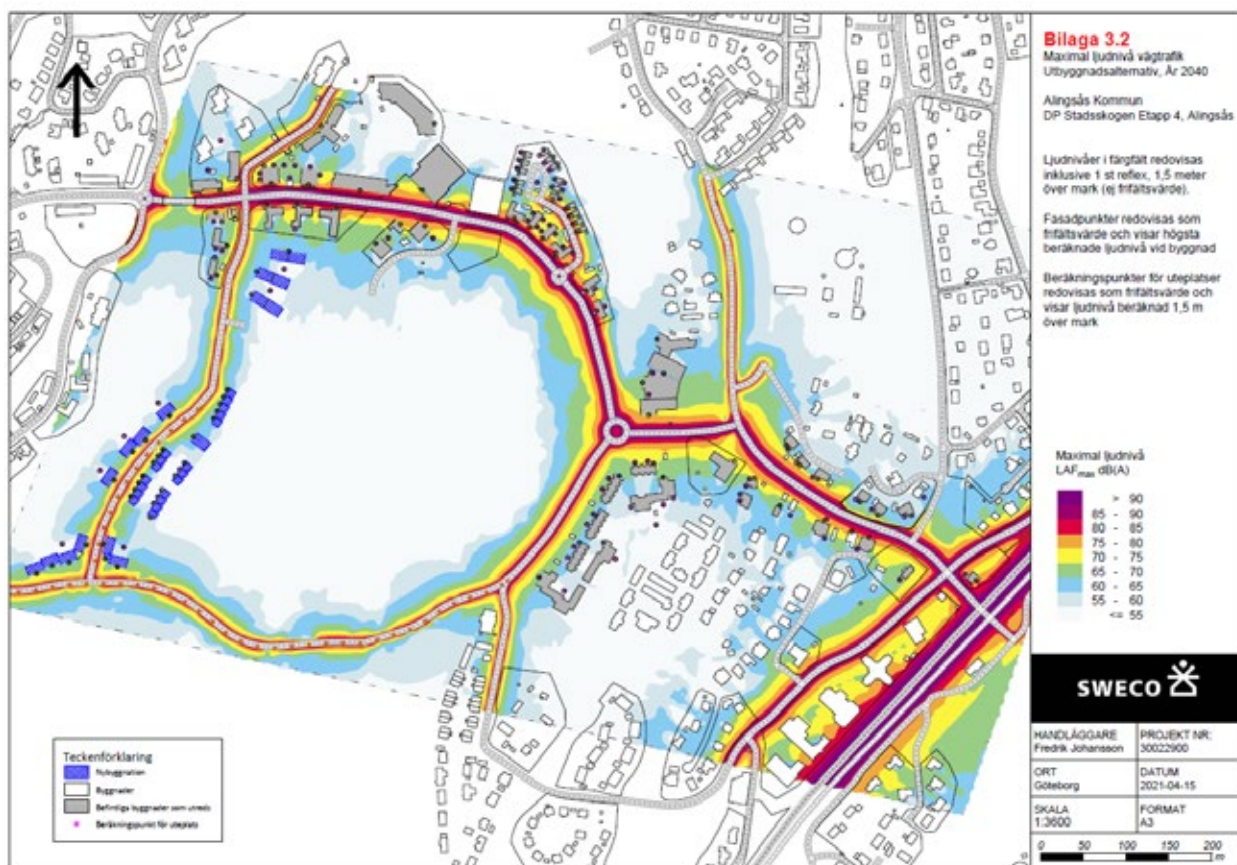 Bilaga 3.2
Maximal ljudnivå vägtrafik
Utbyggnadsalternativ, År 2040
Alingsås Kommun
DP Stadsskogen Etapp 4, Alingsås
Ljudnivåer i färgfält redovisas
inklusive 1 st reflex, 1,5 meter
över mark (ej frifältsvärde).
Fasadpunkter redovisas som
frifältsvärde och visar högsta
beräknade ljudnivå vid byggnad
Beräkningspunkter för uteplatser
redovisas som frifältsvärde och
visar ljudnivå beräknad 1,5 m
över mark
Maximal ljudnivå
LAFmax dB(A)
> 90
85 - 90
80 - 85
75 - 80
70 - 75
65 - 70
60 - 65
55 - 60
<= 55
SWECO
HANDLÄGGARE
Fredrik Johansson
PROJEKT NR:
30022900
ORT
Göteborg
DATUM
2021-04-15
SKALA
1:3600
FORMAT
A3
0 50 100 150 200
m
Teckenförklaring
Nybyggnation
Byggnader
Befintliga byggnader som utreds
Beräkningspunkt för uteplats